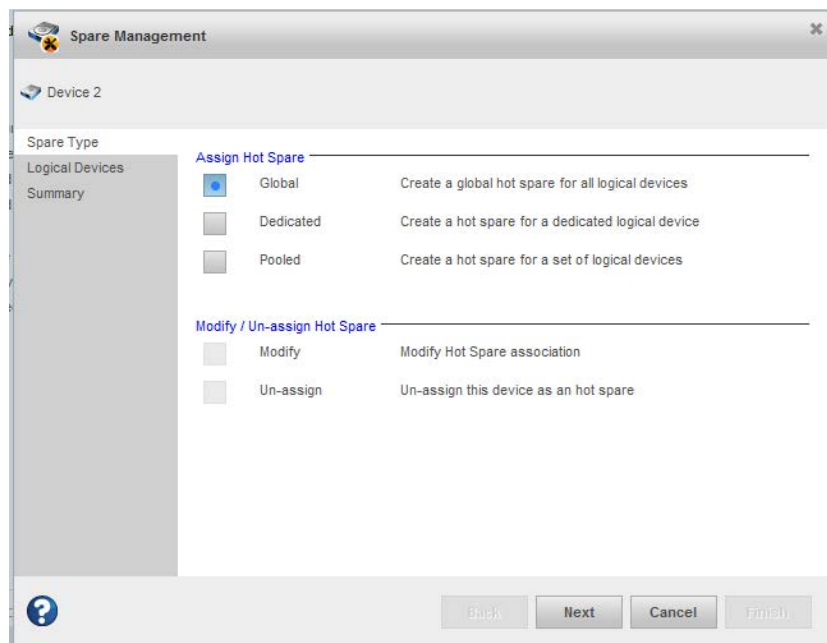 Spare Management
Device 2
Spare Type
Logical Devices
Summary
Assign Hot Spare
Global Create a global hot spare for all logical devices
Dedicated Create a hot spare for a dedicated logical device
Pooled Create a hot spare for a set of logical devices
Modify / Un-assign Hot Spare
Modify Modify Hot Spare association
Un-assign Un-assign this device as an hot spare
Back Next Cancel Finish